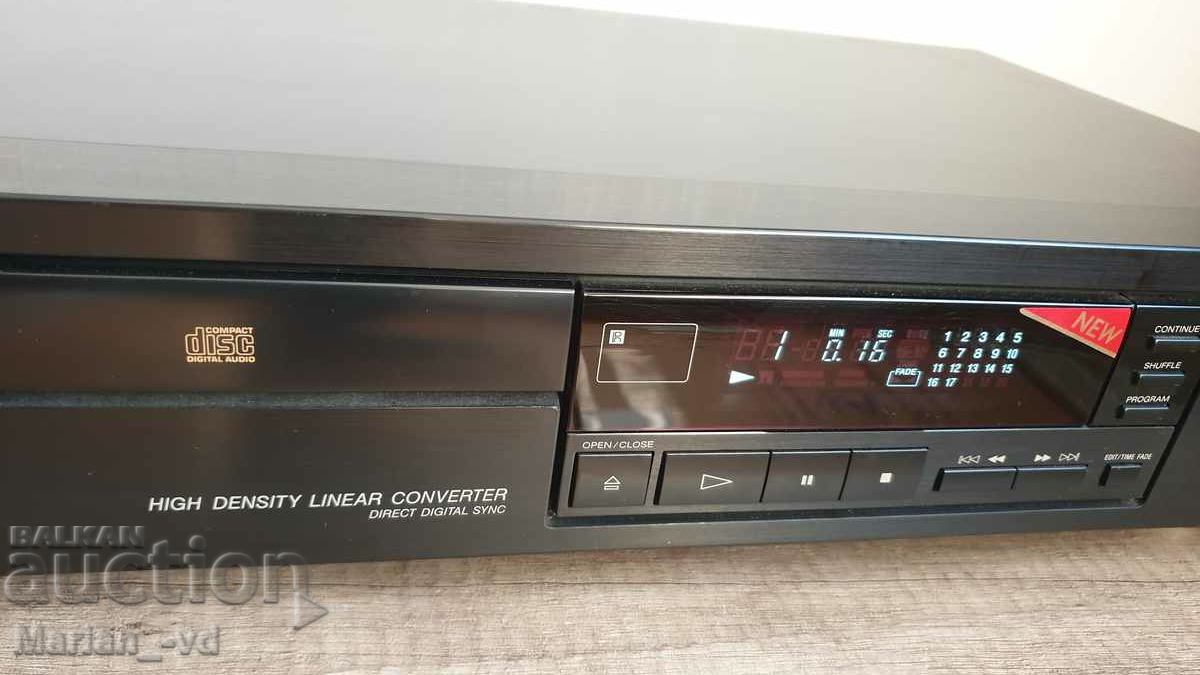 COMPACT
disc
DIGITAL AUDIO
HIGH DENSITY LINEAR CONVERTER
DIRECT DIGITAL SYNC
R
MIN SEC
1 0.16
FADE
1 2 3 4 5
6 7 8 9 10
11 12 13 14 15
16 17
NEW
CONTINUE
SHUFFLE
PROGRAM
OPEN/CLOSE
EDIT/TIME FADE
BALKAN
auction
Marian_-vd